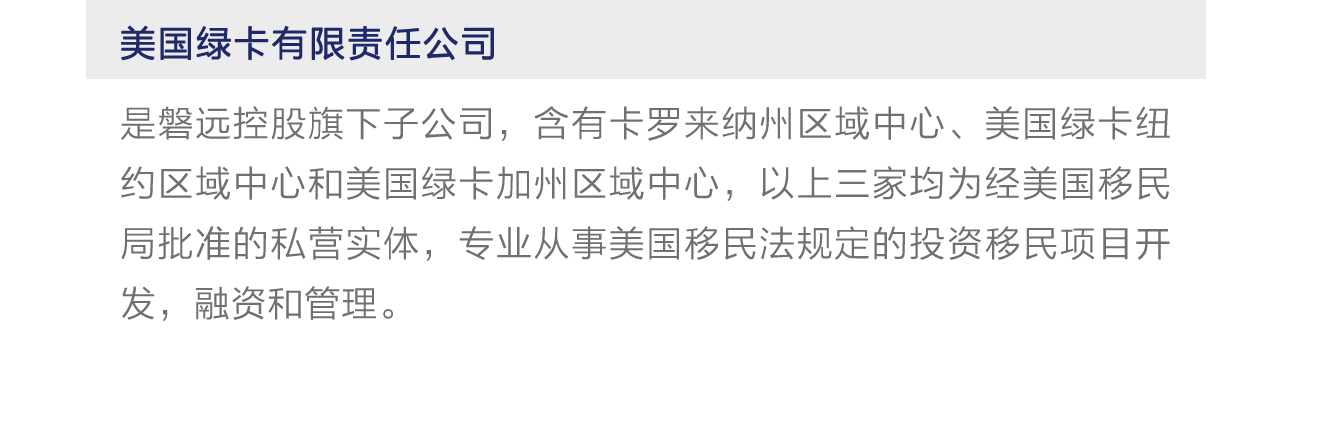 美国绿卡有限责任公司
是磐远控股旗下子公司，含有卡罗来纳州区域中心、美国绿卡纽
约区域中心和美国绿卡加州区域中心，以上三家均为经美国移民
局批准的私营实体，专业从事美国移民法规定的投资移民项目开
发，融资和管理。